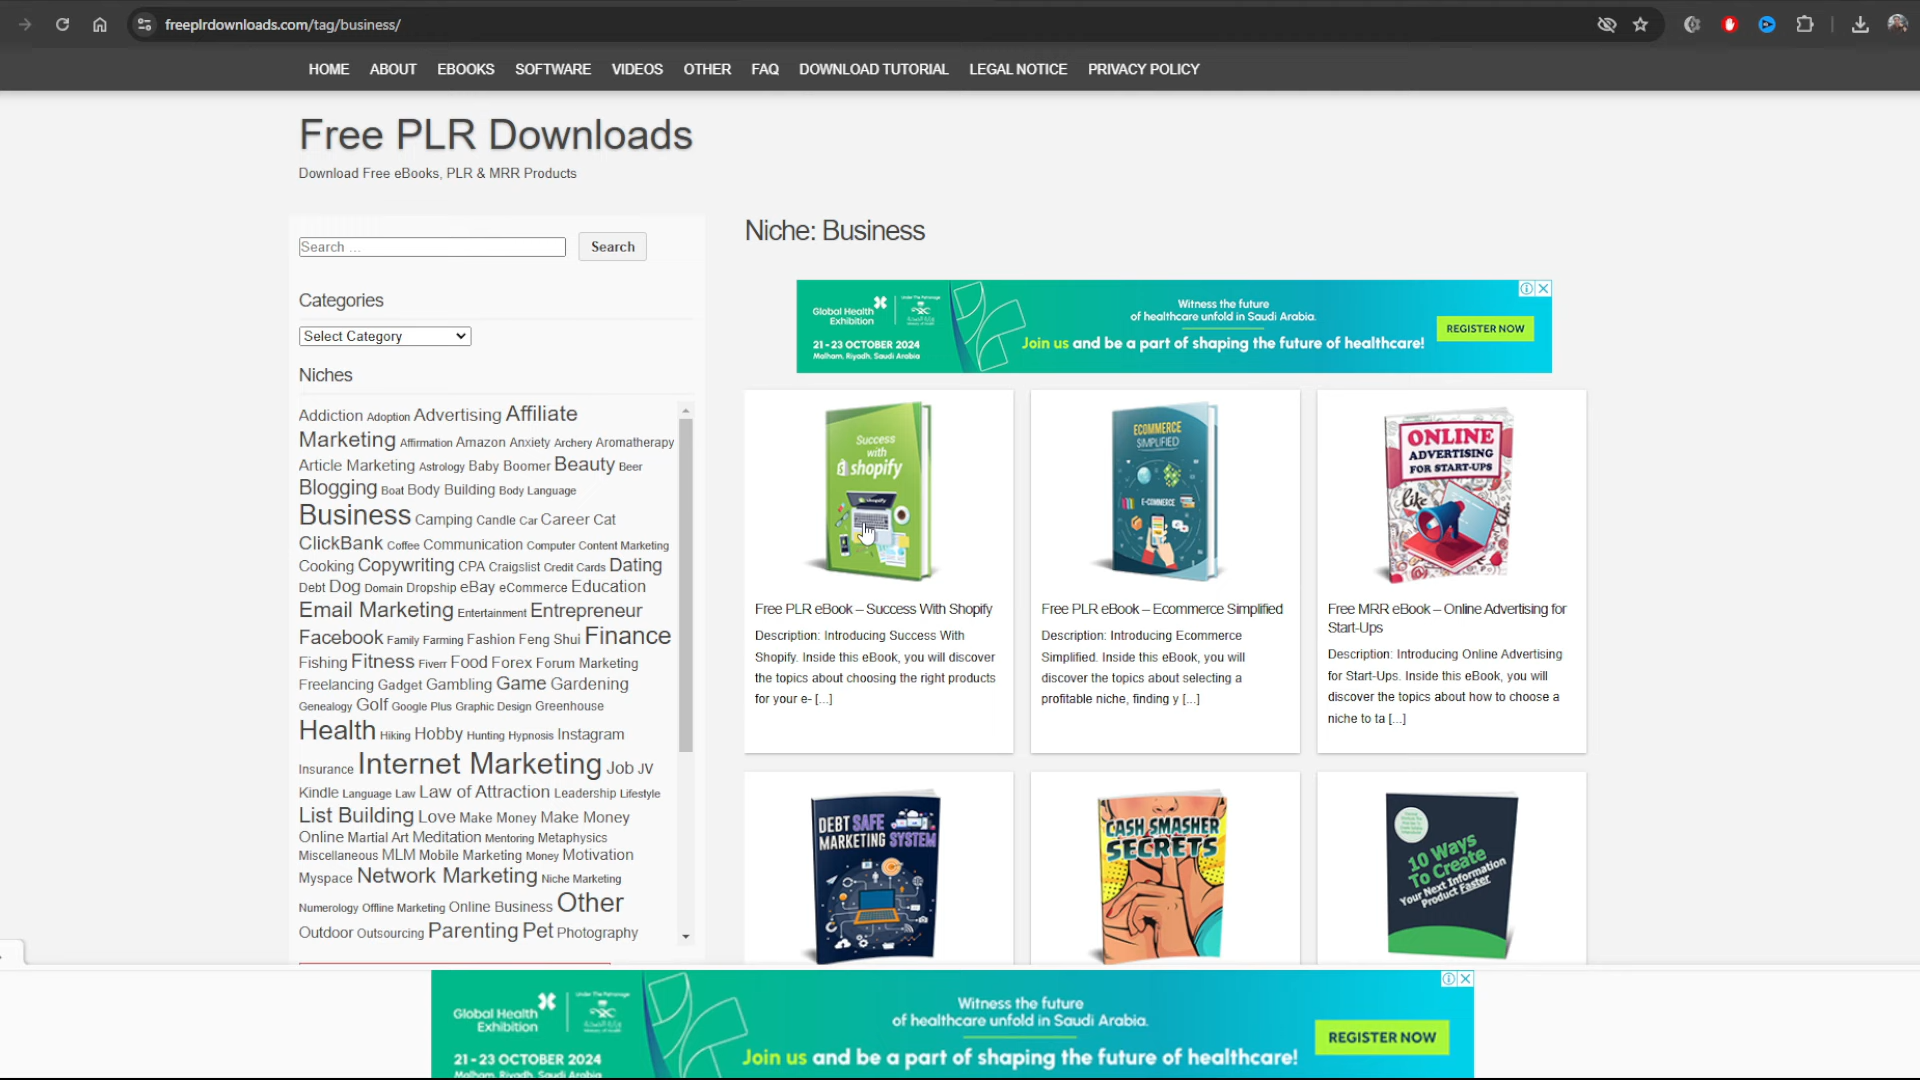 freeplrdownloads.com/tag/business/
HOME ABOUT EBOOKS SOFTWARE VIDEOS OTHER FAQ DOWNLOAD TUTORIAL LEGAL NOTICE PRIVACY POLICY
Free PLR Downloads
Download Free eBooks, PLR & MRR Products
Search ...
Search
Categories
Select Category
Niches
Addiction Adoption Advertising Affiliate
Marketing Affirmation Amazon Anxiety Archery Aromatherapy
Article Marketing Astrology Baby Boomer Beauty Beer
Blogging Boat Body Building Body Language
Business Camping Candle Car Career Cat
ClickBank Coffee Communication Computer Content Marketing
Cooking Copywriting CPA Craigslist Credit Cards Dating
Debt Dog Domain Dropship eBay eCommerce Education
Email Marketing Entertainment Entrepreneur
Facebook Family Farming Fashion Feng Shui Finance
Fishing Fitness Fiverr Food Forex Forum Marketing
Freelancing Gadget Gambling Game Gardening
Genealogy Golf Google Plus Graphic Design Greenhouse
Health Hiking Hobby Hunting Hypnosis Instagram
Insurance Internet Marketing Job JV
Kindle Language Law Law of Attraction Leadership Lifestyle
List Building Love Make Money Make Money
Online Martial Art Meditation Mentoring Metaphysics
Miscellaneous MLM Mobile Marketing Money Motivation
Myspace Network Marketing Niche Marketing
Numerology Offline Marketing Online Business Other
Outdoor Outsourcing Parenting Pet Photography
Niche: Business
Global Health
Exhibition
21-23 OCTOBER 2024
Malham, Riyadh, Saudi Arabia
Witness the future
of healthcare unfold in Saudi Arabia.
Join us and be a part of shaping the future of healthcare!
REGISTER NOW
Success
with
shopify
Free PLR eBook – Success With Shopify
Description: Introducing Success With
Shopify. Inside this eBook, you will discover
the topics about choosing the right products
for your e- [...]
ECOMMERCE
SIMPLIFIED
E-COMMERCE
Free PLR eBook – Ecommerce Simplified
Description: Introducing Ecommerce
Simplified. Inside this eBook, you will
discover the topics about selecting a
profitable niche, finding y [...]
ONLINE
ADVERTISING
FOR START-UPS
like
Free MRR eBook – Online Advertising for
Start-Ups
Description: Introducing Online Advertising
for Start-Ups. Inside this eBook, you will
discover the topics about how to choose a
niche to ta [...]
DEBT SAFE
MARKETING SYSTEM
CASH SMASHER
SECRETS
10 Ways
To Create
Your Next Information
Product Faster
Global Health
Exhibition
21-23 OCTOBER 2024
Malham, Riyadh, Saudi Arabia
Witness the future
of healthcare unfold in Saudi Arabia.
Join us and be a part of shaping the future of healthcare!
REGISTER NOW